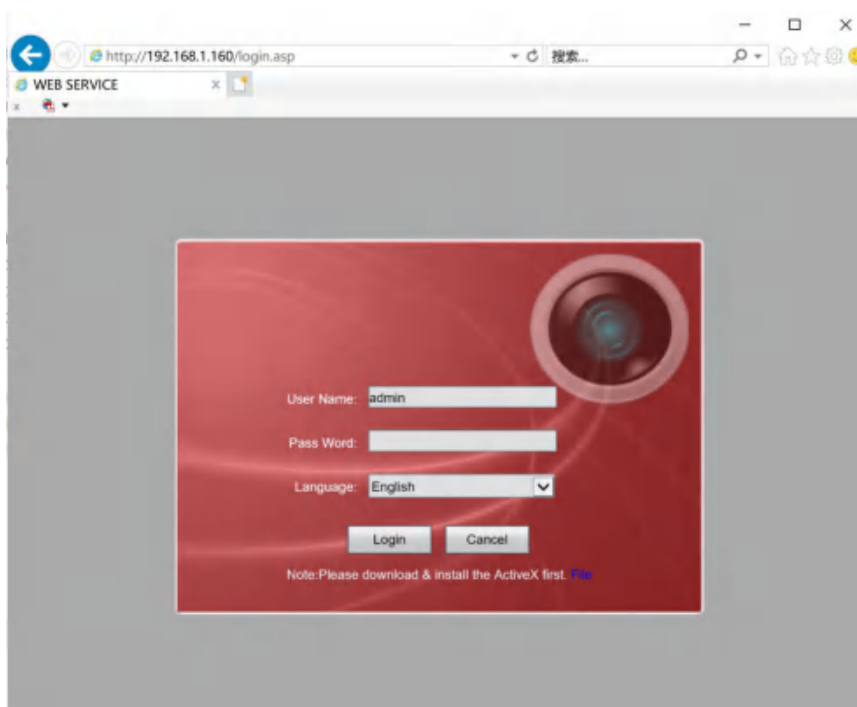 http://192.168.1.160/login.asp
搜索...
WEB SERVICE
x
User Name: admin
Pass Word:
Language: English
Login Cancel
Note:Please download & install the ActiveX first. File